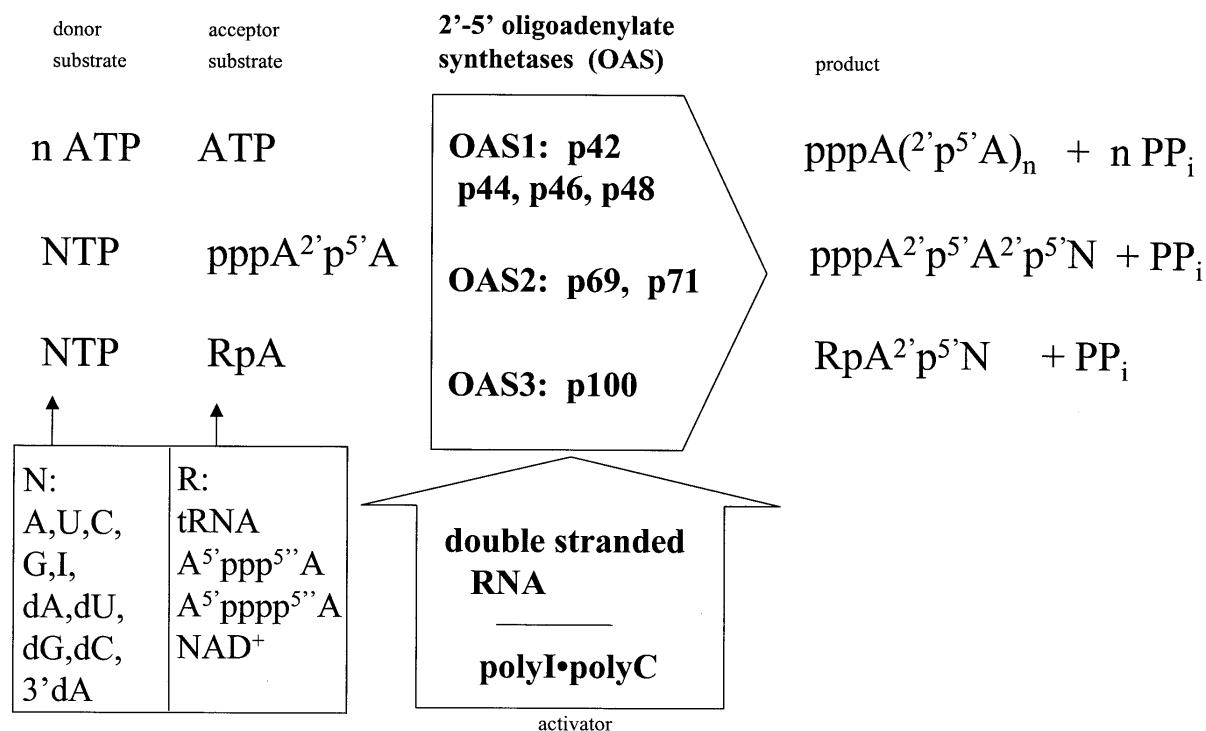 donor
substrate
acceptor
substrate
2’-5’ oligoadenylate
synthetases (OAS)
product
n ATP
ATP
OAS1: p42
p44, p46, p48
pppA(2’p5’A)n + n PPi
NTP
pppA2’p5’A
OAS2: p69, p71
pppA2’p5’A2’p5’N + PPi
NTP
RpA
OAS3: p100
RpA2’p5’N + PPi
N:
A,U,C,
G,I,
dA,dU,
dG,dC,
3’dA
R:
tRNA
A5’ppp5’’A
A5’pppp5’’A
NAD+
double stranded
RNA
polyI•polyC
activator